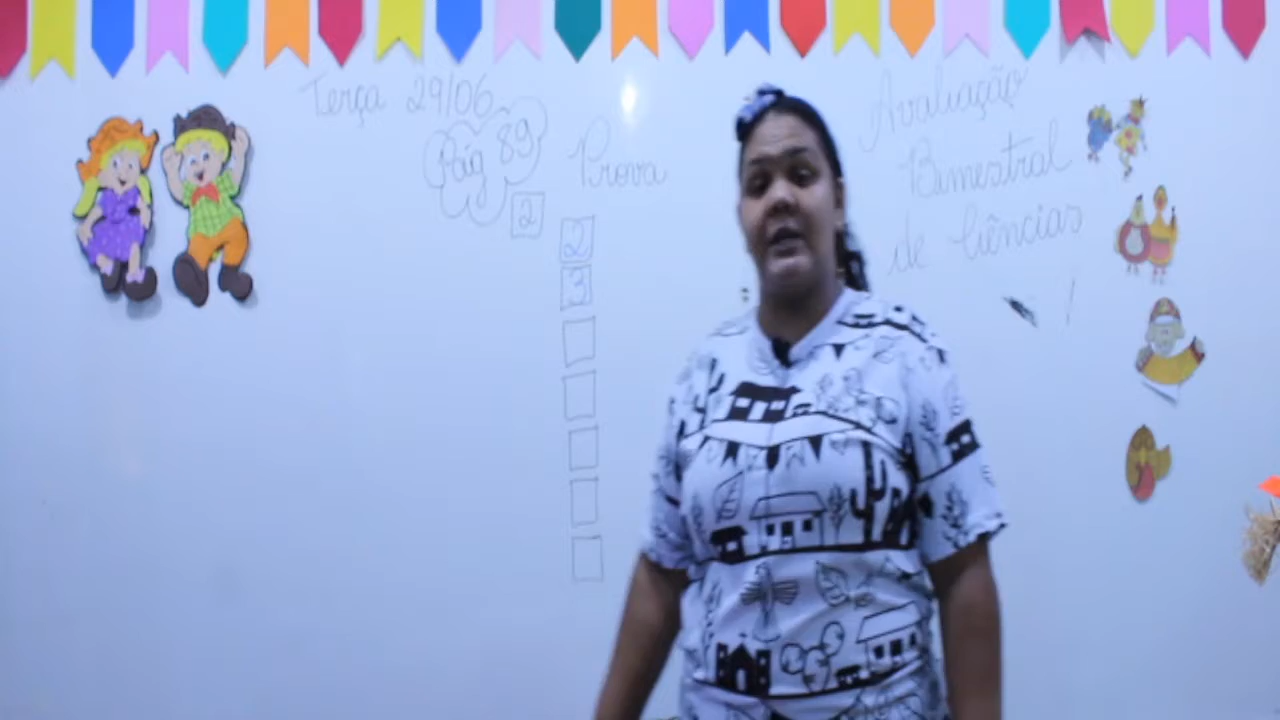 Terça 29/06
Pág 89
2
Prova
2
3
Avaliação
Bimestral
de Ciências